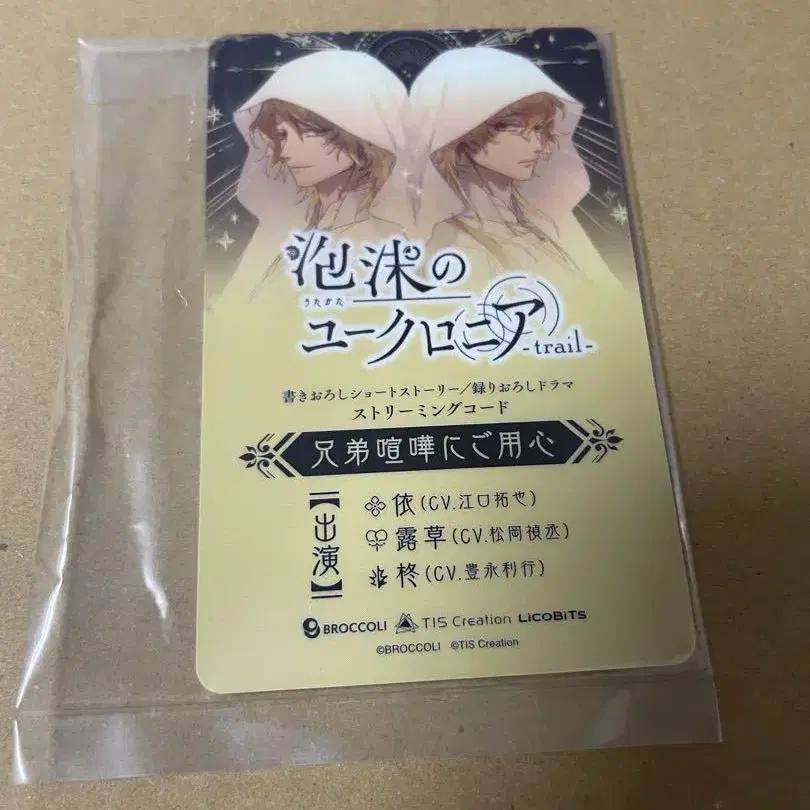 泡沫の
うたかた
ユークロニア
-trail-
書きおろしショートストーリー/録りおろしドラマ
ストリーミングコード
兄弟喧嘩にご用心
【出演】
依(CV.江口拓也)
露草(CV.松岡禎丞)
柊(CV.豊永利行)
BROCCOLI TIS Creation LicoBiTs
©BROCCOLI ©TIS Creation